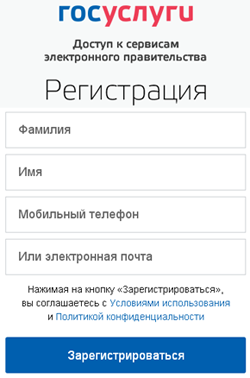 госуслуги
Доступ к сервисам
электронного правительства
Регистрация
Фамилия
Имя
Мобильный телефон
Или электронная почта
Нажимая на кнопку «Зарегистрироваться»,
вы соглашаетесь с Условиями использования
и Политикой конфиденциальности
Зарегистрироваться